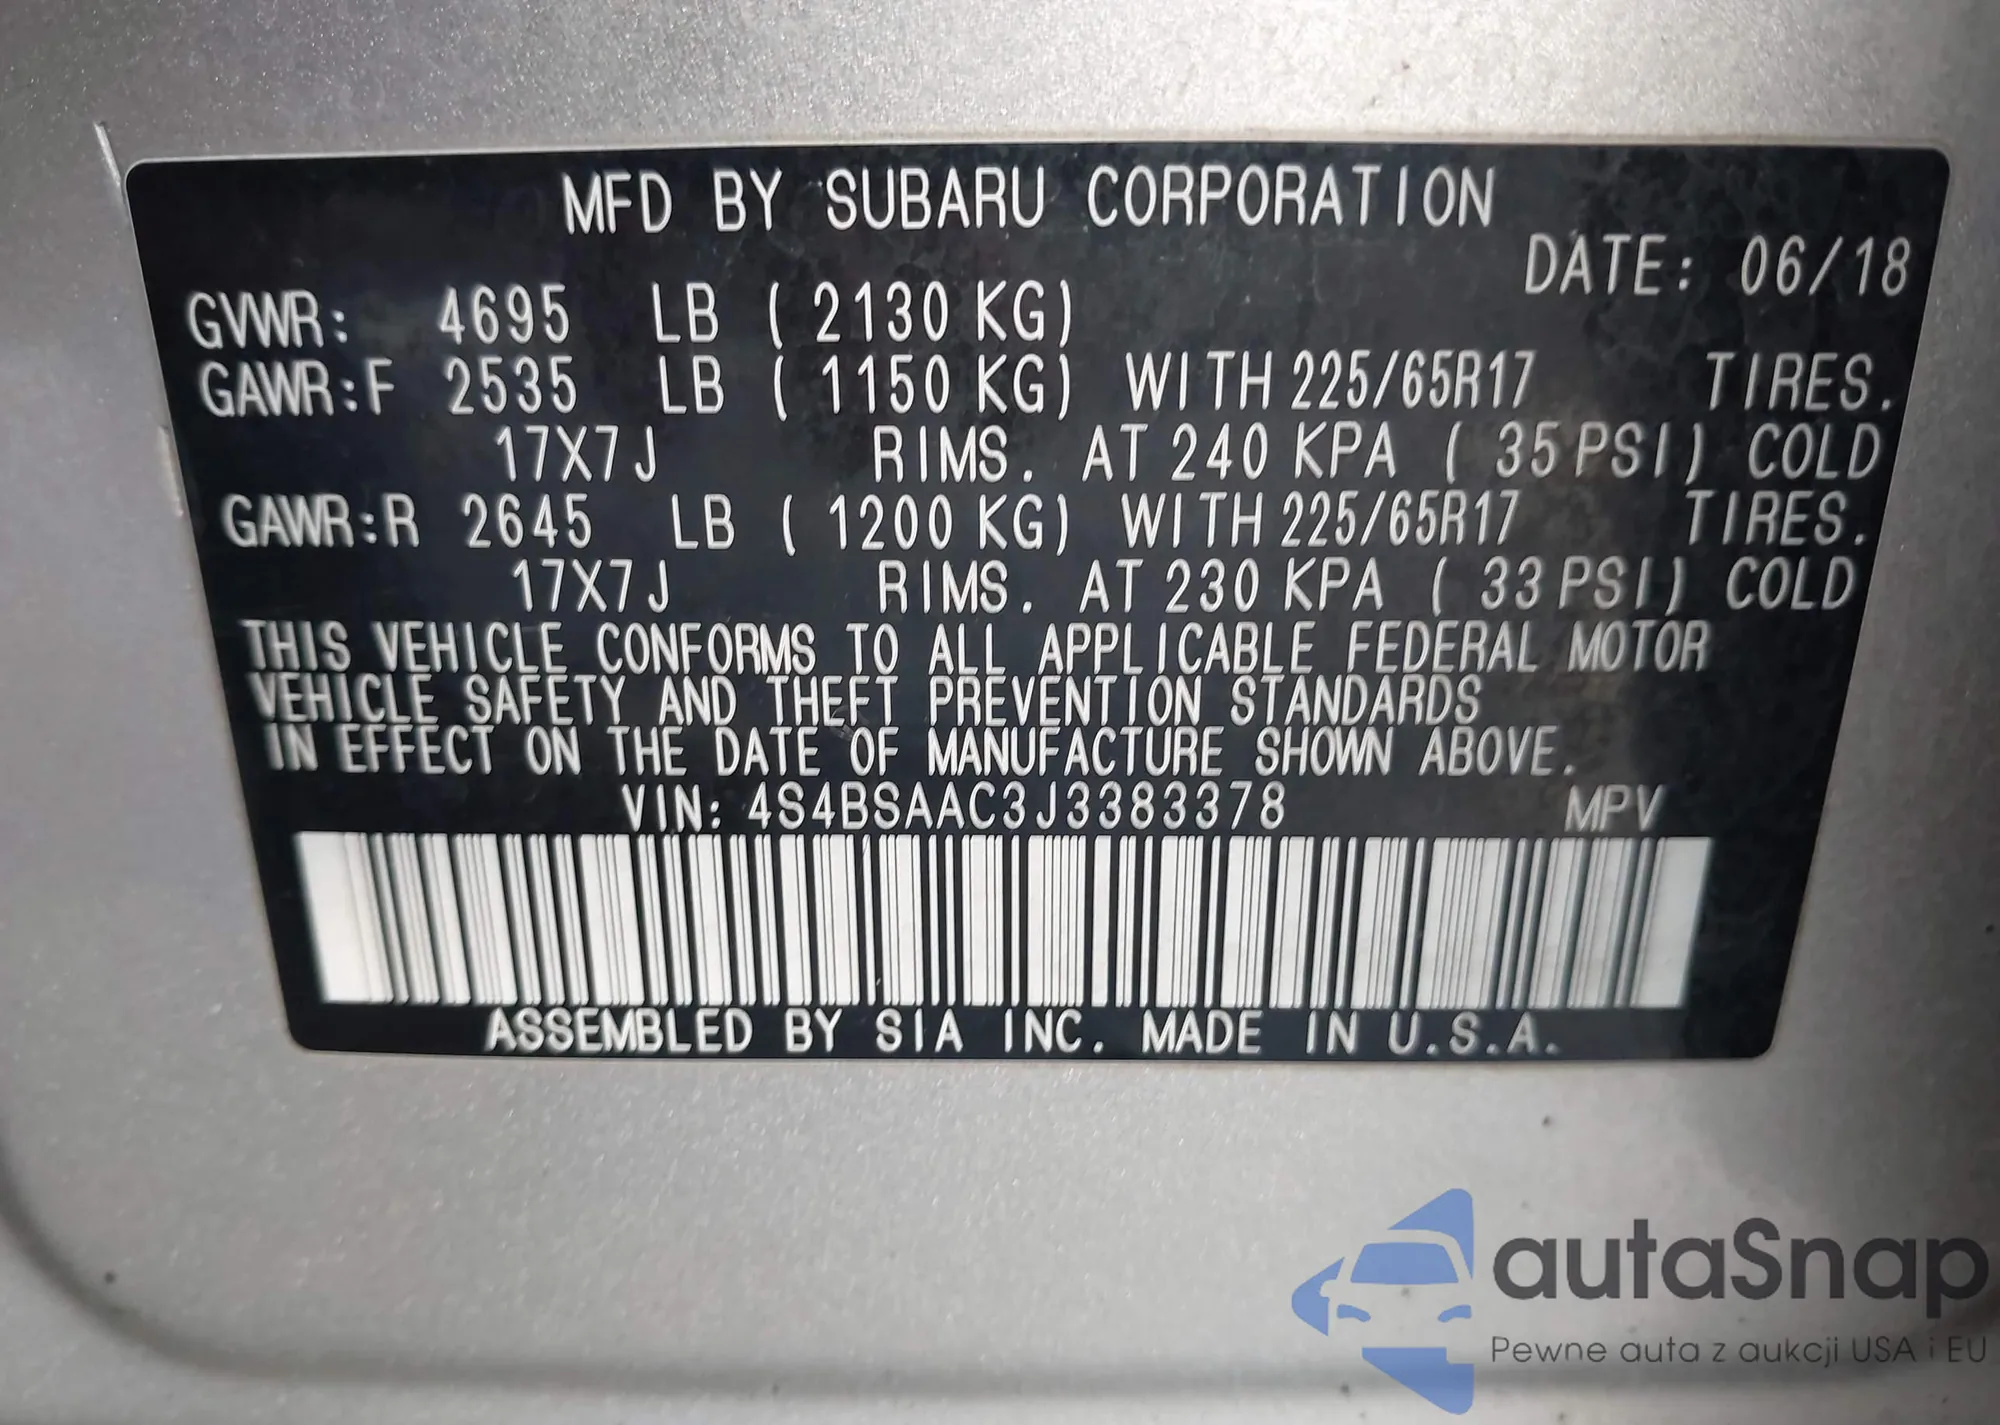 MFD BY SUBARU CORPORATION
DATE: 06/18
GVWR: 4695 LB ( 2130 KG)
GAWR:F 2535 LB ( 1150 KG) WITH 225/65R17 TIRES.
17X7J RIMS. AT 240 KPA ( 35 PSI) COLD
GAWR:R 2645 LB ( 1200 KG) WITH 225/65R17 TIRES.
17X7J RIMS. AT 230 KPA ( 33 PSI) COLD
THIS VEHICLE CONFORMS TO ALL APPLICABLE FEDERAL MOTOR
VEHICLE SAFETY AND THEFT PREVENTION STANDARDS
IN EFFECT ON THE DATE OF MANUFACTURE SHOWN ABOVE.
VIN: 4S4BSAAC3J3383378 MPV
ASSEMBLED BY SIA INC. MADE IN U.S.A.
autaSnap
Pewne auta z aukcji USA i EU